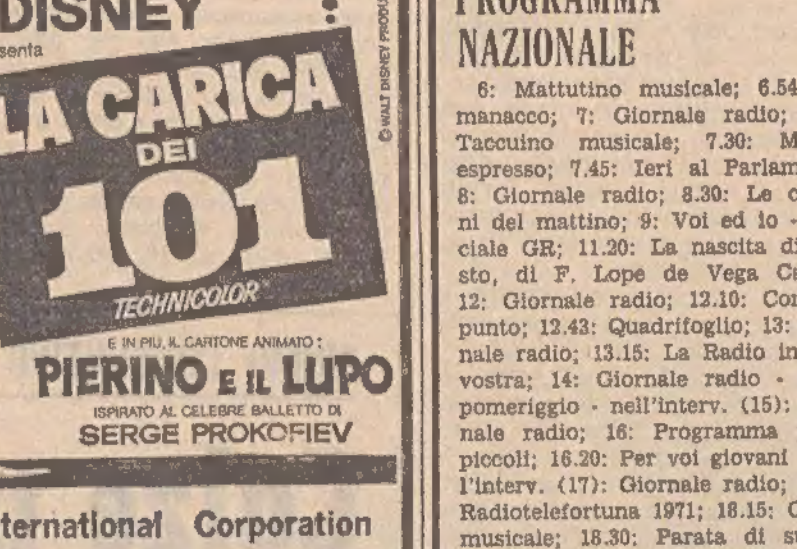 DISNEY
senta
© WALT DISNEY PRODU
LA CARICA
DEI
101
TECHNICOLOR
E IN PIU, IL CARTONE ANIMATO :
PIERINO E IL LUPO
ISPIRATO AL CELEBRE BALLETTO DI
SERGE PROKOFIEV
ternational Corporation
PROGRAMMA
NAZIONALE
6: Mattutino musicale; 6.54
manacco; 7: Giornale radio;
Taccuino musicale; 7.30: M
espresso; 7.45: Ieri al Parlam
8: Giornale radio; 8.30: Le c
ni del mattino; 9: Voi ed io -
ciale GR; 11.20: La nascita di
sto, di F. Lope de Vega Ca
12: Giornale radio; 12.10: Con
punto; 12.43: Quadrifoglio; 13:
nale radio; 13.15: La Radio in
vostra; 14: Giornale radio -
pomeriggio - nell'interv. (15):
nale radio; 16: Programma
piccoli; 16.20: Per voi giovani
l'interv. (17): Giornale radio;
Radiotelefortuna 1971; 18.15: C
musicale; 18.30: Parata di su